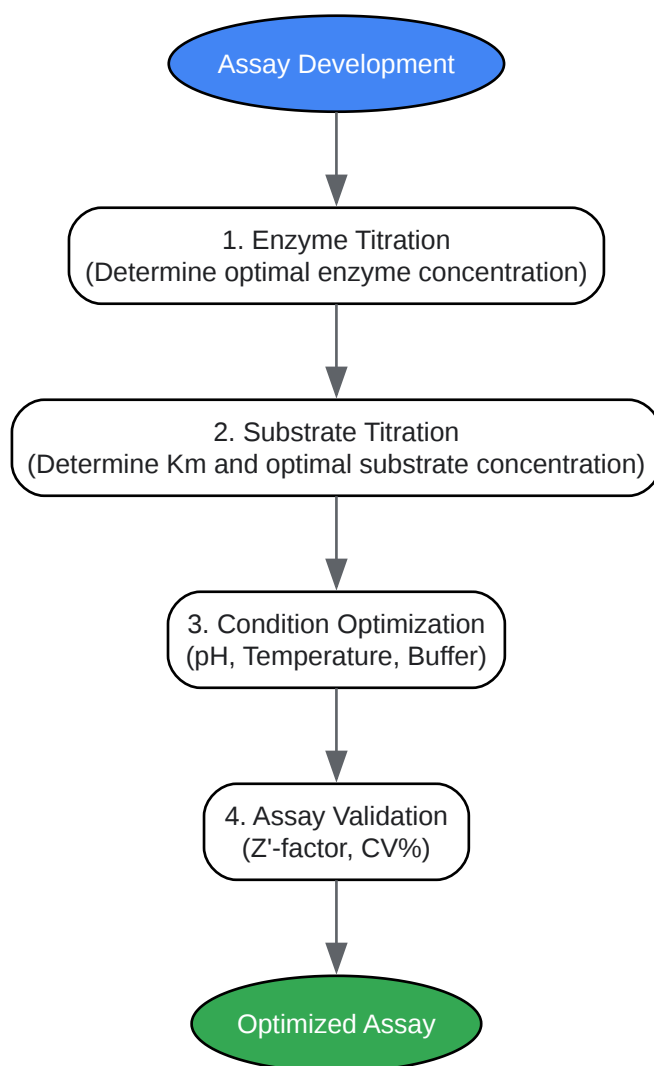 Assay Development
1. Enzyme Titration
(Determine optimal enzyme concentration)
2. Substrate Titration
(Determine Km and optimal substrate concentration)
3. Condition Optimization
(pH, Temperature, Buffer)
4. Assay Validation
(Z'-factor, CV%)
Optimized Assay